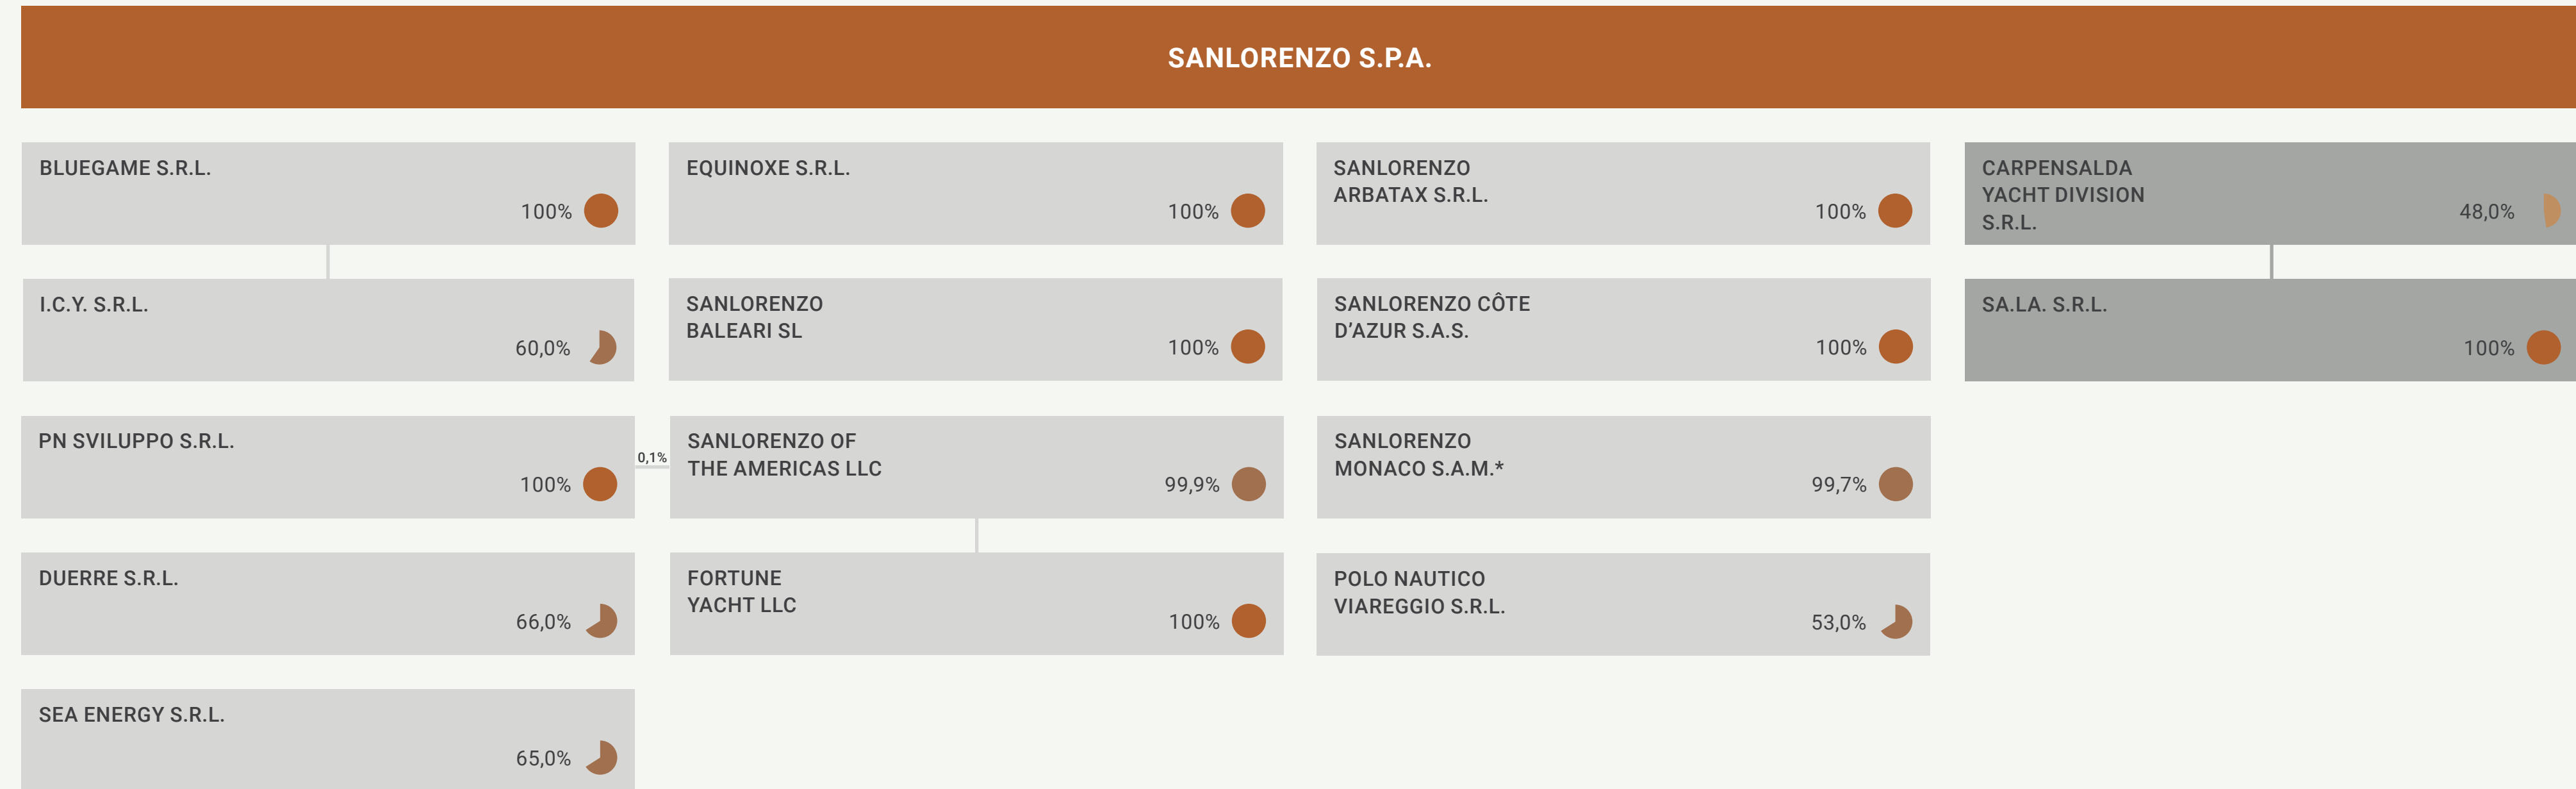 SANLORENZO S.P.A.
BLUEGAME S.R.L.
100%
EQUINOXE S.R.L.
100%
SANLORENZO
ARBATAX S.R.L.
100%
CARPENSALDA
YACHT DIVISION
S.R.L.
48,0%
I.C.Y. S.R.L.
60,0%
SANLORENZO
BALEARI SL
100%
SANLORENZO CÔTE
D’AZUR S.A.S.
100%
SA.LA. S.R.L.
100%
PN SVILUPPO S.R.L.
100%
0,1%
SANLORENZO OF
THE AMERICAS LLC
99,9%
SANLORENZO
MONACO S.A.M.*
99,7%
DUERRE S.R.L.
66,0%
FORTUNE
YACHT LLC
100%
POLO NAUTICO
VIAREGGIO S.R.L.
53,0%
SEA ENERGY S.R.L.
65,0%